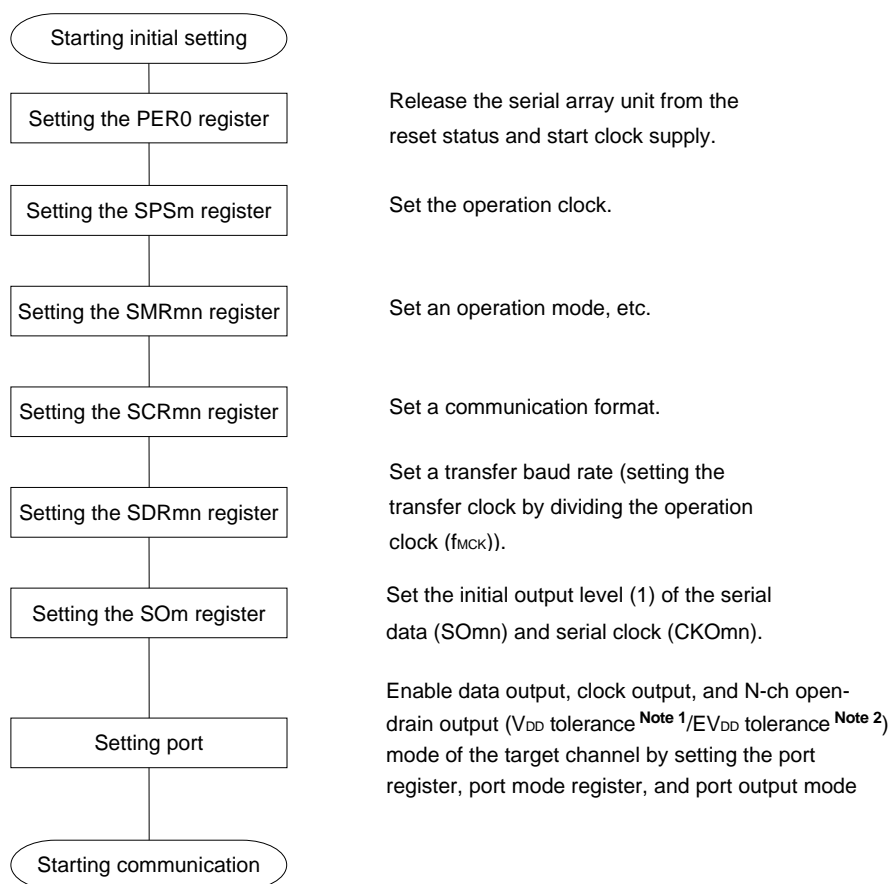 Starting initial setting
Setting the PER0 register
Release the serial array unit from the
reset status and start clock supply.
Setting the SPSm register
Set the operation clock.
Setting the SMRmn register
Set an operation mode, etc.
Setting the SCRmn register
Set a communication format.
Setting the SDRmn register
Set a transfer baud rate (setting the
transfer clock by dividing the operation
clock (fMCK)).
Setting the SOm register
Set the initial output level (1) of the serial
data (SOmn) and serial clock (CKOmn).
Setting port
Enable data output, clock output, and N-ch open-
drain output (VDD tolerance Note 1/EVDD tolerance Note 2)
mode of the target channel by setting the port
register, port mode register, and port output mode
Starting communication